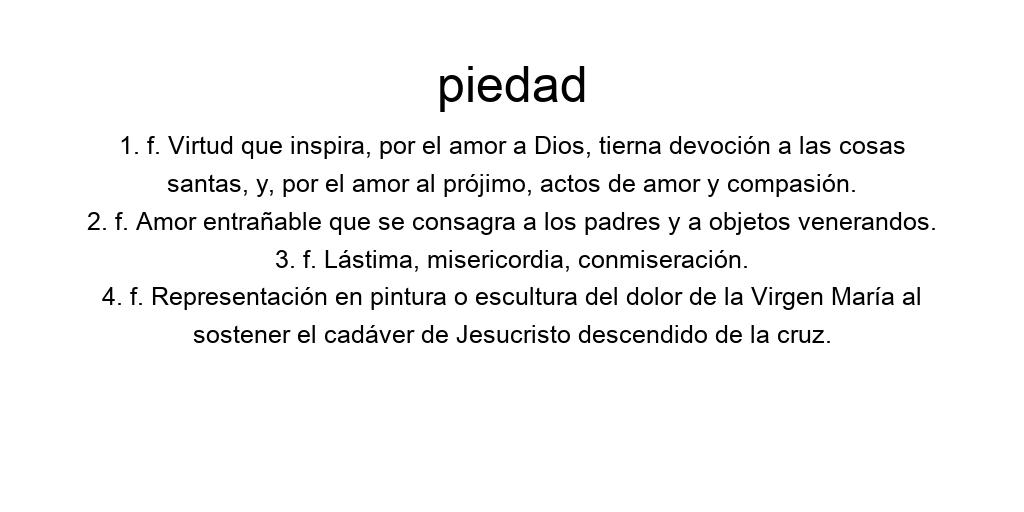 piedad
1. f. Virtud que inspira, por el amor a Dios, tierna devoción a las cosas
santas, y, por el amor al prójimo, actos de amor y compasión.
2. f. Amor entrañable que se consagra a los padres y a objetos venerandos.
3. f. Lástima, misericordia, conmiseración.
4. f. Representación en pintura o escultura del dolor de la Virgen María al
sostener el cadáver de Jesucristo descendido de la cruz.